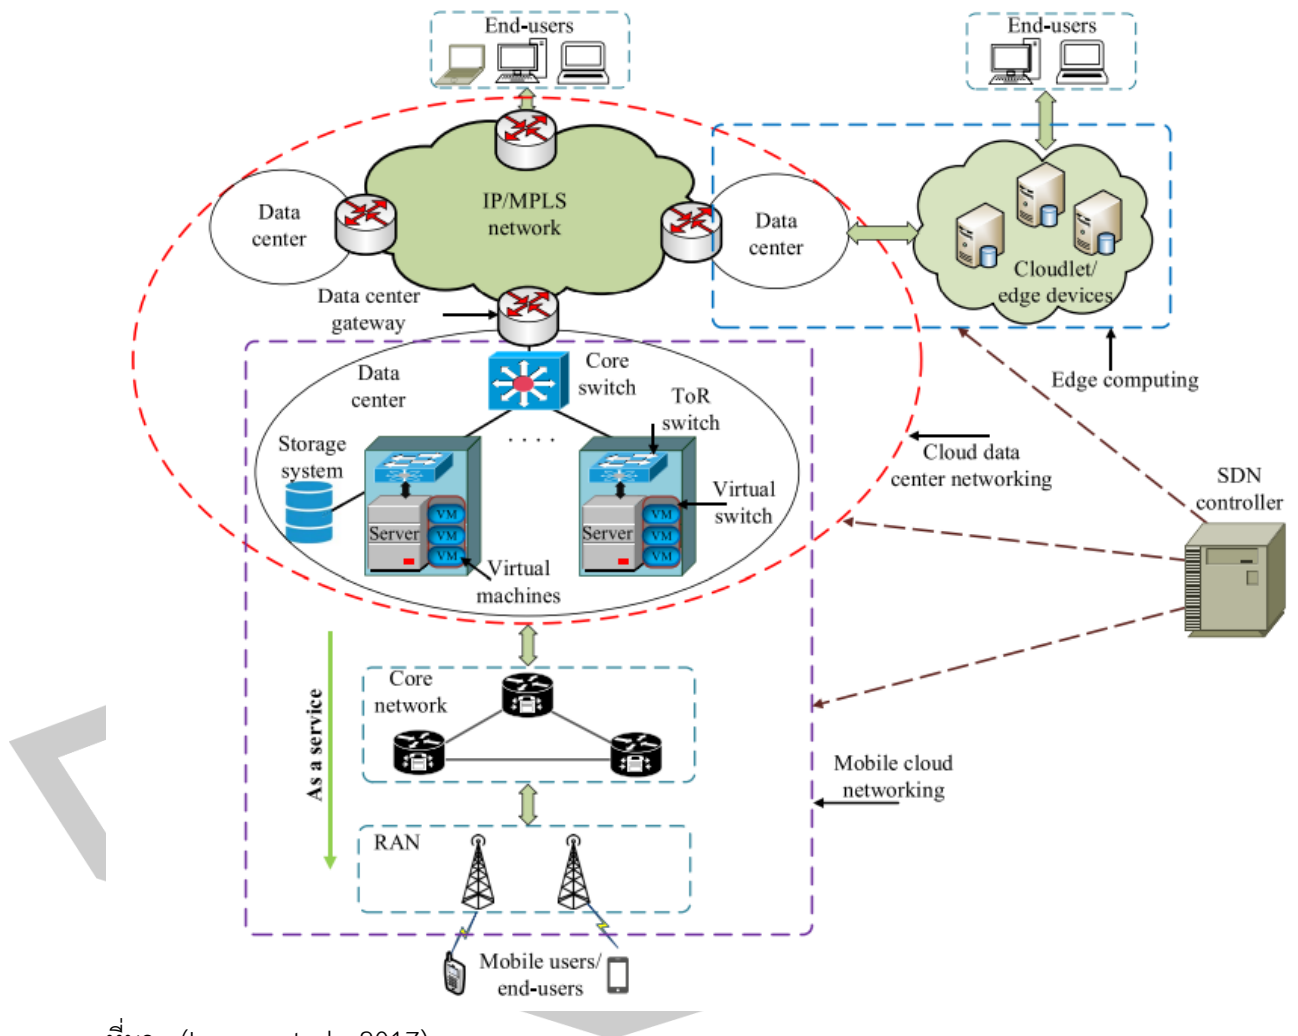 End-users
End-users
IP/MPLS
network
Data
center
Data
center
Cloudlet/
edge devices
Data center
gateway
Edge computing
Data
center
Core
switch
ToR
switch
Storage
system
Cloud data
center networking
SDN
controller
Virtual
switch
Server
VM
VM
VM
Server
VM
VM
VM
Virtual
machines
As a service
Core
network
Mobile cloud
networking
RAN
Mobile users/
end-users
2017)